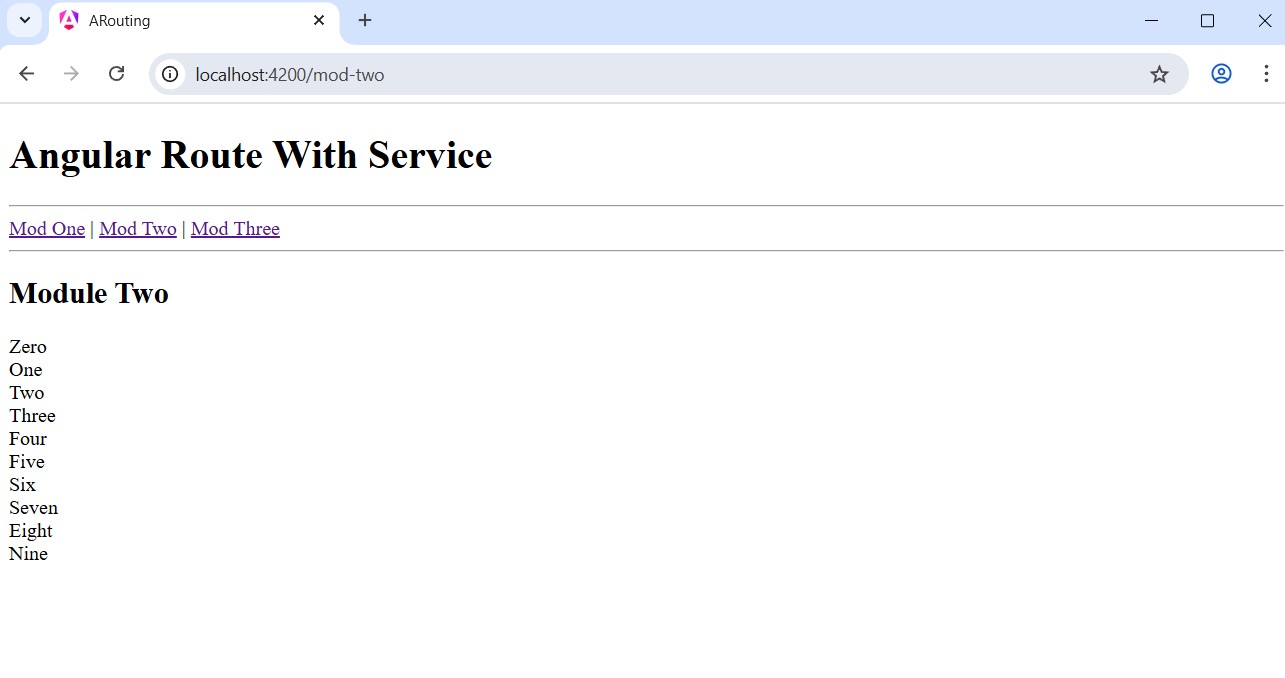 ARouting
localhost:4200/mod-two
Angular Route With Service
Mod One | Mod Two | Mod Three
Module Two
Zero
One
Two
Three
Four
Five
Six
Seven
Eight
Nine